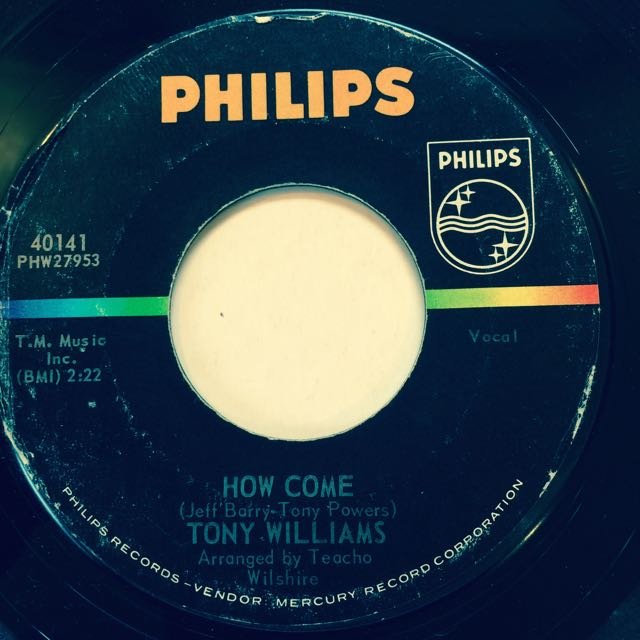 PHILIPS
PHILIPS
40141
PHW27953
T.M. Music
Inc.
(BMI) 2:22
Vocal
HOW COME
(Jeff Barry-Tony Powers)
TONY WILLIAMS
Arranged by Teacho
Wilshire
PHILIPS RECORDS-VENDOR MERCURY RECORD CORPORATION